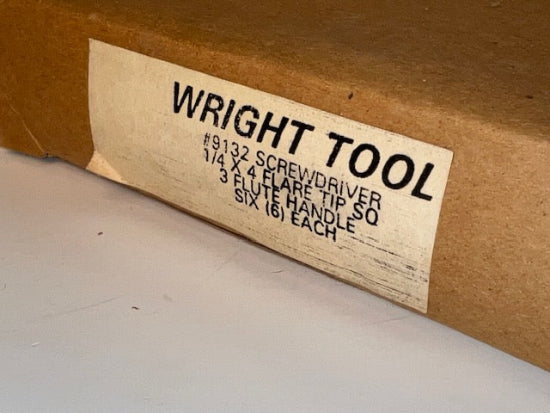 WRIGHT TOOL
#9132 SCREWDRIVER
1/4 X 4 FLARE TIP SQ
3 FLUTE HANDLE
SIX (6) EACH